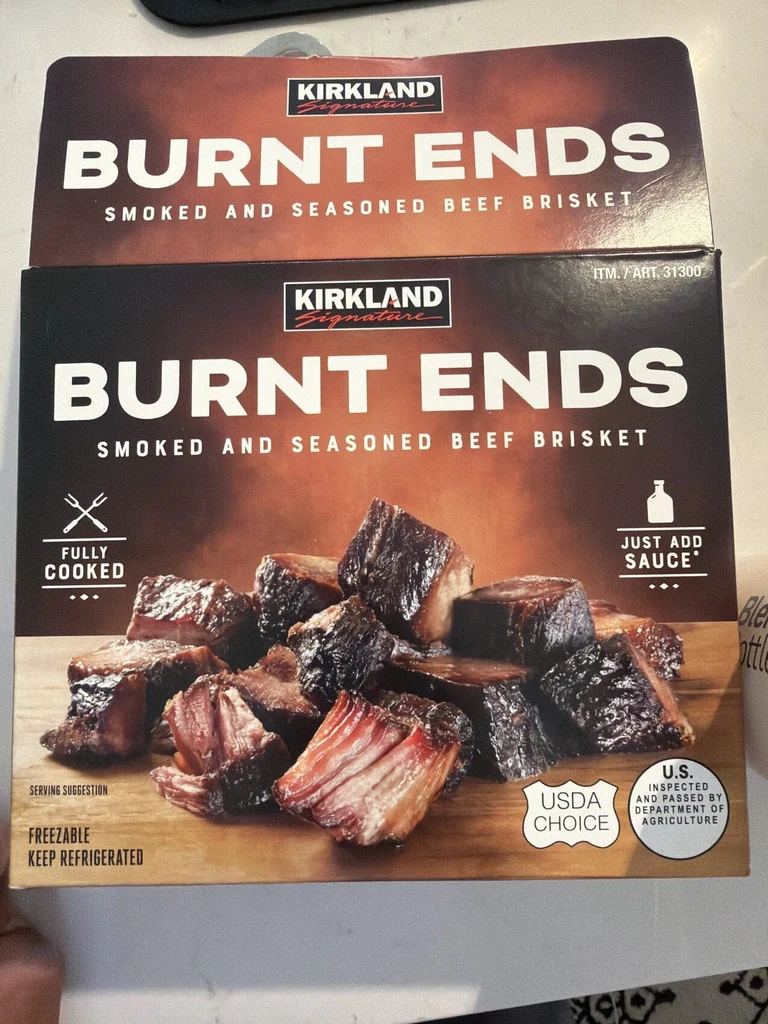 KIRKLAND
Signature
BURNT ENDS
SMOKED AND SEASONED BEEF BRISKET
ITM. / ART. 31300
KIRKLAND
Signature
BURNT ENDS
SMOKED AND SEASONED BEEF BRISKET
FULLY
COOKED
JUST ADD
SAUCE*
SERVING SUGGESTION
FREEZABLE
KEEP REFRIGERATED
USDA
CHOICE
U.S.
INSPECTED
AND PASSED BY
DEPARTMENT OF
AGRICULTURE